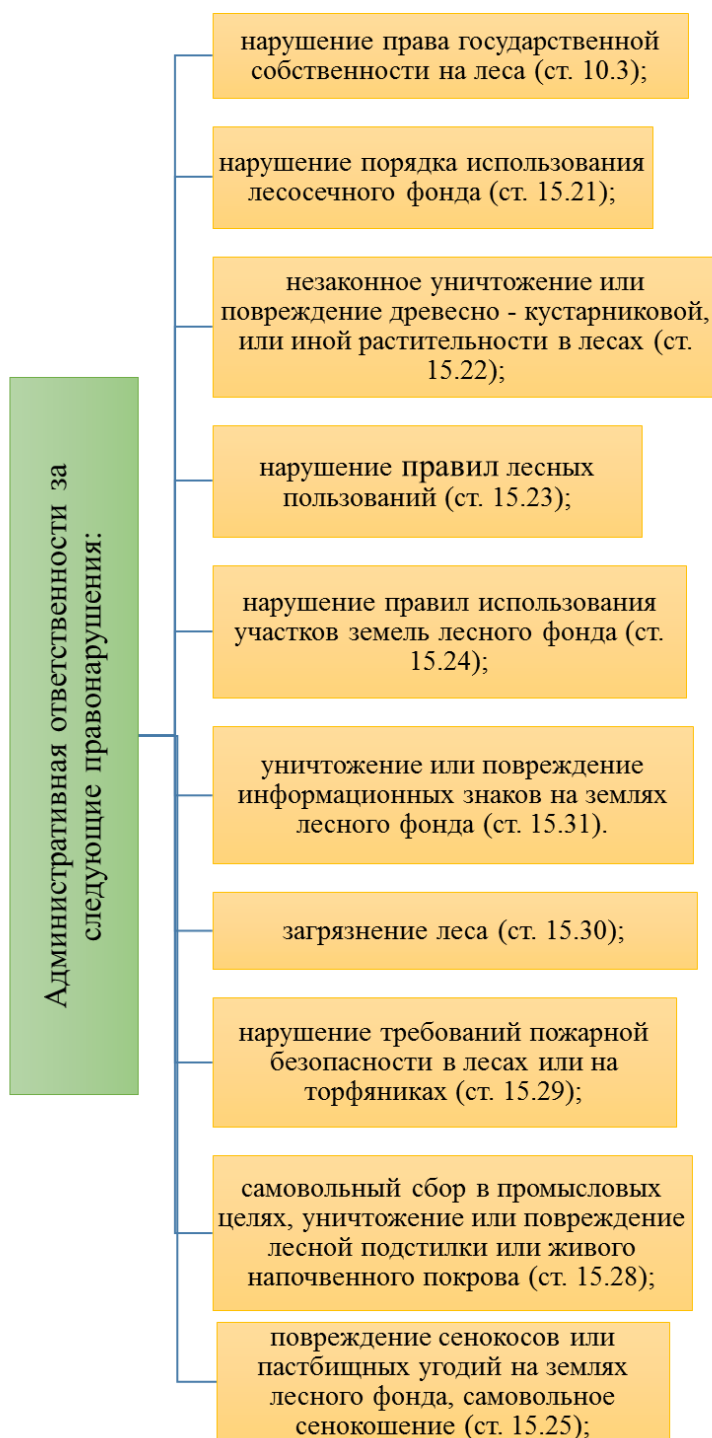 Административная ответственности за
следующие правонарушения:
нарушение права государственной
собственности на леса (ст. 10.3);
нарушение порядка использования
лесосечного фонда (ст. 15.21);
незаконное уничтожение или
повреждение древесно - кустарниковой,
или иной растительности в лесах (ст.
15.22);
нарушение правил лесных
пользований (ст. 15.23);
нарушение правил использования
участков земель лесного фонда (ст.
15.24);
уничтожение или повреждение
информационных знаков на землях
лесного фонда (ст. 15.31).
загрязнение леса (ст. 15.30);
нарушение требований пожарной
безопасности в лесах или на
торфяниках (ст. 15.29);
самовольный сбор в промысловых
целях, уничтожение или повреждение
лесной подстилки или живого
напочвенного покрова (ст. 15.28);
повреждение сенокосов или
пастбищных угодий на землях
лесного фонда, самовольное
сенокошение (ст. 15.25);